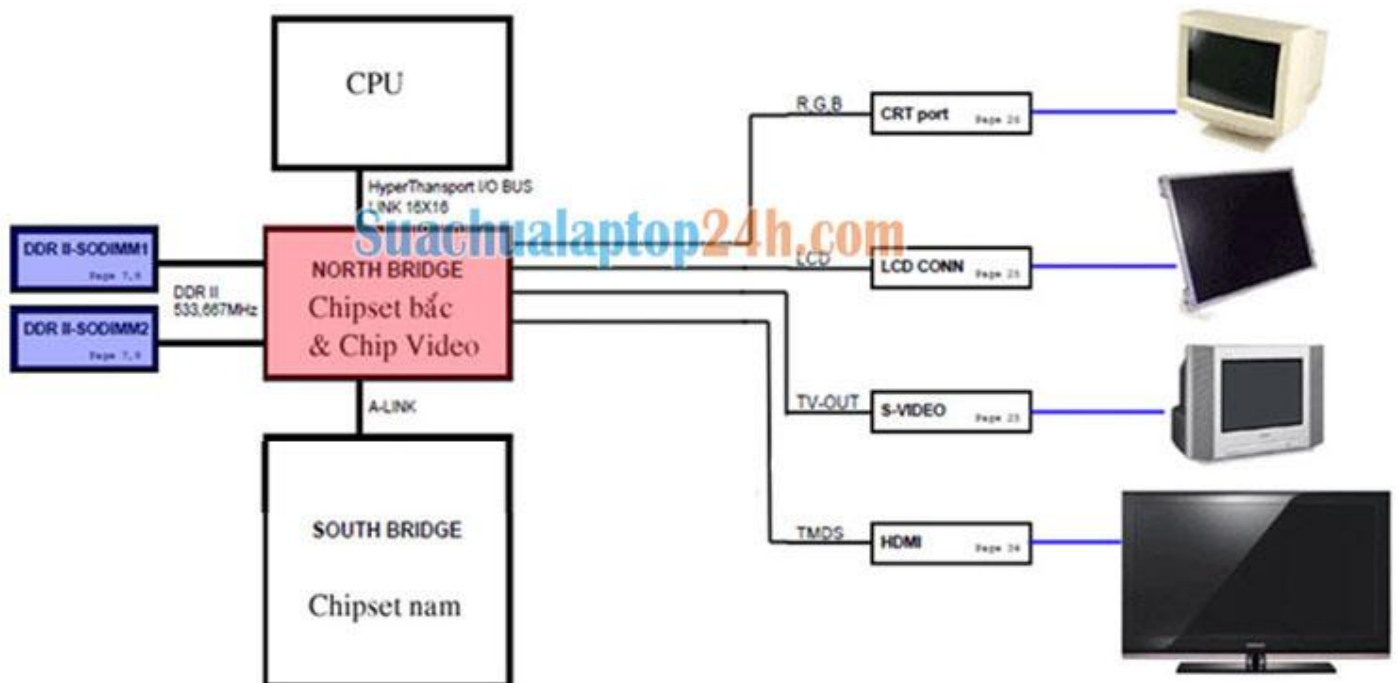 CPU
HyperThansport I/O BUS
LINK 16X16
Suachualaptop24h.com
R,G,B
CRT port
Page 26
DDR II-SODIMM1
Page 7,8
DDR II
533,667MHz
DDR II-SODIMM2
Page 7,8
NORTH BRIDGE
Chipset bắc
& Chip Video
LCD
LCD CONN
Page 25
A-LINK
TV-OUT
S-VIDEO
Page 23
SOUTH BRIDGE
Chipset nam
TMDS
HDMI